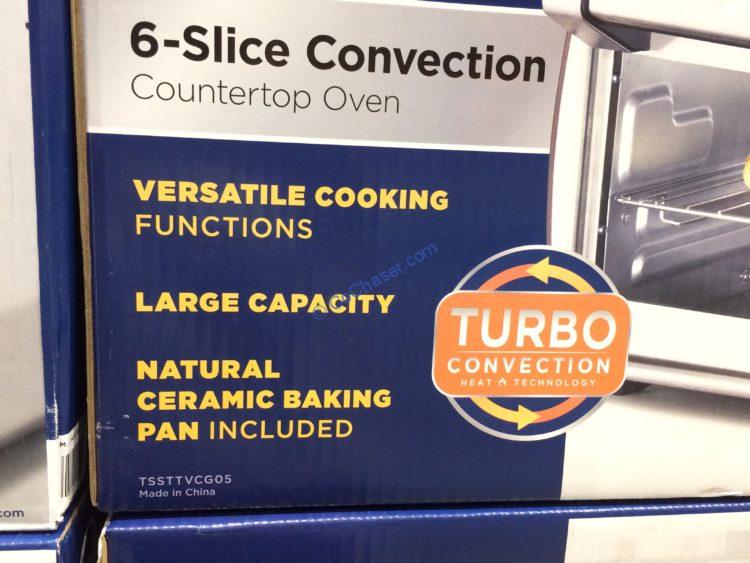 6-Slice Convection
Countertop Oven
VERSATILE COOKING
FUNCTIONS
LARGE CAPACITY
NATURAL
CERAMIC BAKING
PAN INCLUDED
TURBO
CONVECTION
HEAT TECHNOLOGY
TSSTTVCG05
Made in China
.com